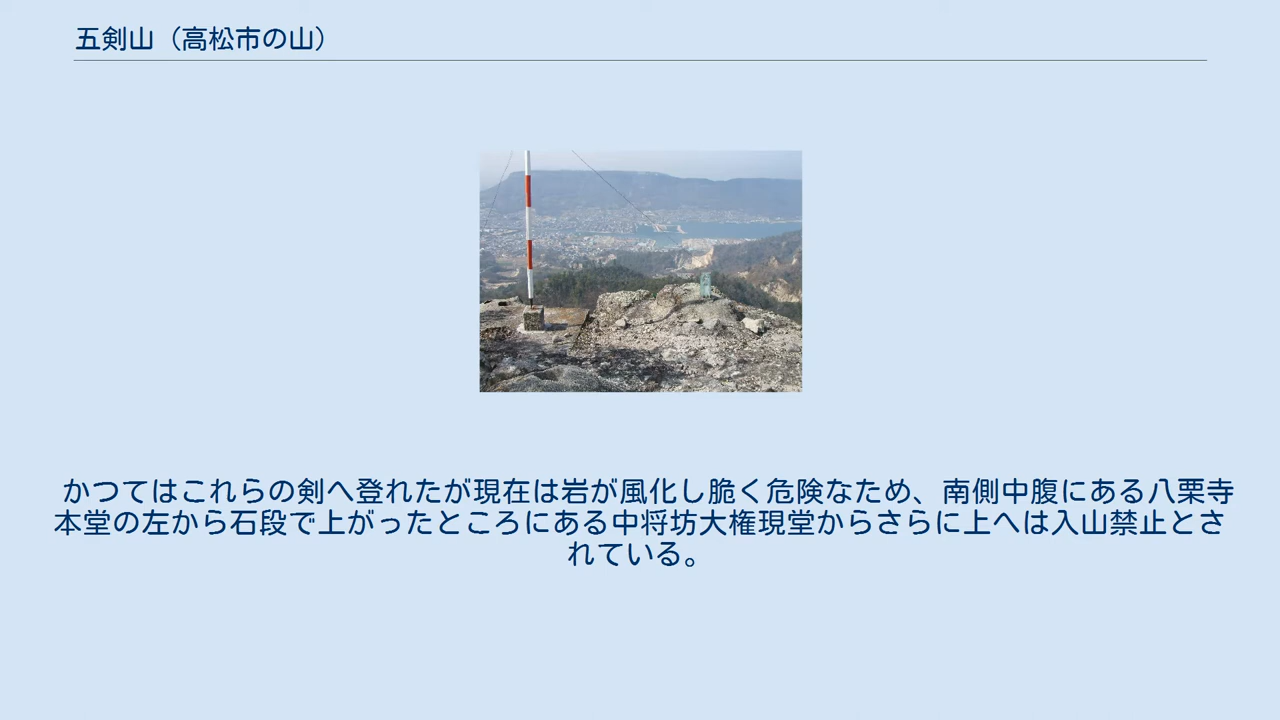 五剣山（高松市の山）
かつてはこれらの剣へ登れたが現在は岩が風化し脆く危険なため、南側中腹にある八栗寺
本堂の左から石段で上がったところにある中将坊大権現堂からさらに上へは入山禁止とさ
れている。